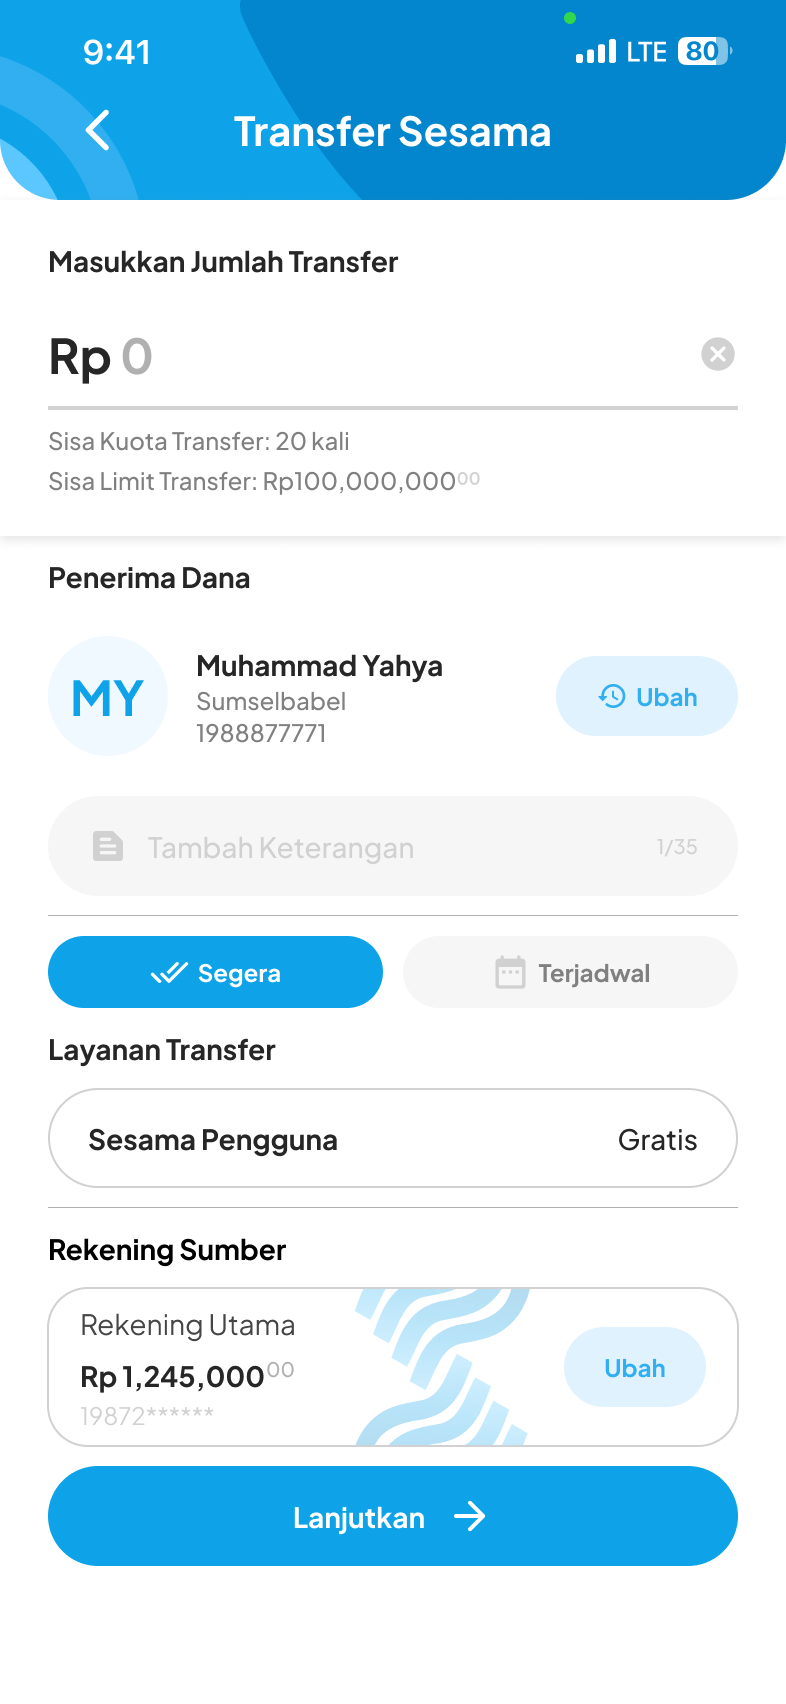 9:41 LTE 80
Transfer Sesama
Masukkan Jumlah Transfer
Rp 0
Sisa Kuota Transfer: 20 kali
Sisa Limit Transfer: Rp100,000,000⁰⁰
Penerima Dana
MY
Muhammad Yahya
Sumselbabel
1988877771
Ubah
Tambah Keterangan 1/35
Segera Terjadwal
Layanan Transfer
Sesama Pengguna Gratis
Rekening Sumber
Rekening Utama
Rp 1,245,000⁰⁰
19872******
Ubah
Lanjutkan